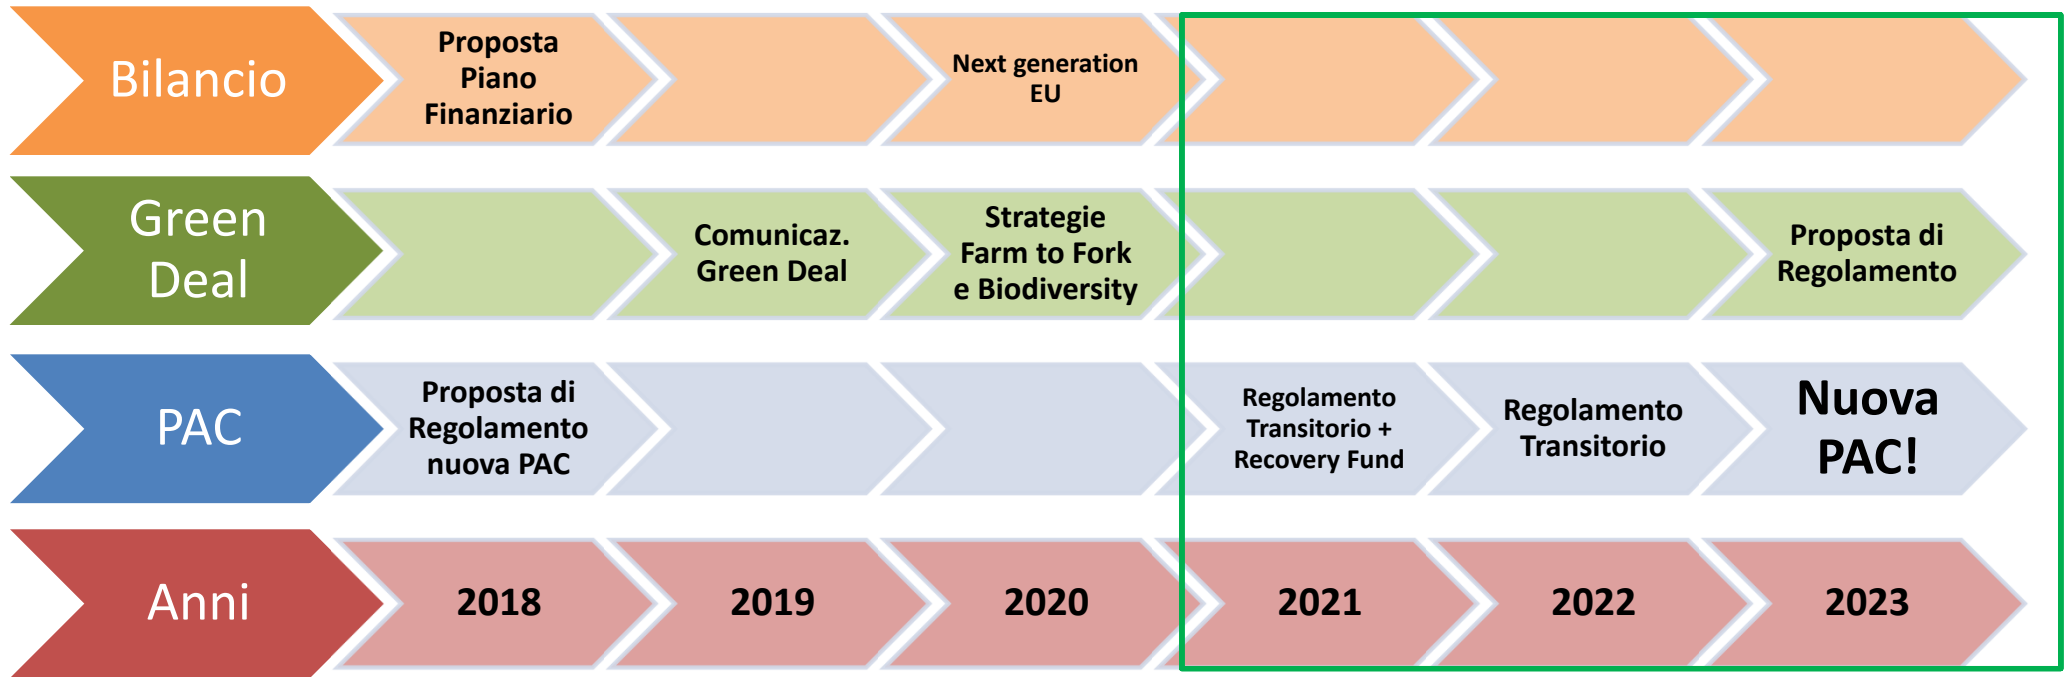 Bilancio
Proposta
Piano
Finanziario
Next generation
EU
Green
Deal
Comunicaz.
Green Deal
Strategie
Farm to Fork
e Biodiversity
Proposta di
Regolamento
PAC
Proposta di
Regolamento
nuova PAC
Regolamento
Transitorio +
Recovery Fund
Regolamento
Transitorio
Nuova
PAC!
Anni
2018
2019
2020
2021
2022
2023